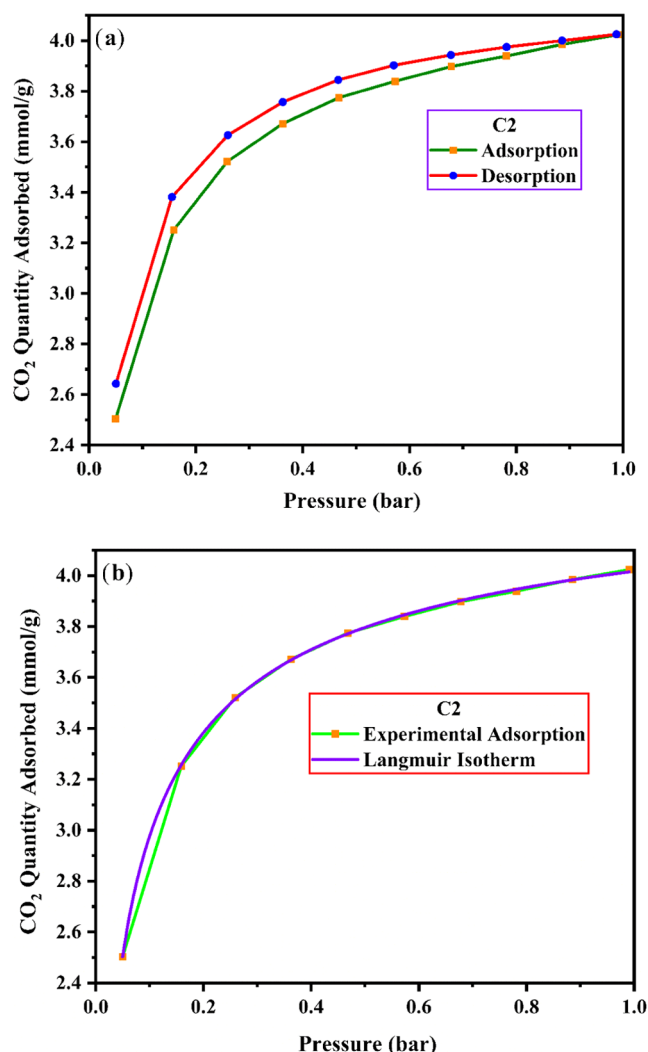 (a)
4.0
3.8
3.6
3.4
3.2
3.0
2.8
2.6
2.4
CO₂ Quantity Adsorbed (mmol/g)
C2
Adsorption
Desorption
0.0 0.2 0.4 0.6 0.8 1.0
Pressure (bar)
(b)
4.0
3.8
3.6
3.4
3.2
3.0
2.8
2.6
2.4
CO₂ Quantity Adsorbed (mmol/g)
C2
Experimental Adsorption
Langmuir Isotherm
0.0 0.2 0.4 0.6 0.8 1.0
Pressure (bar)